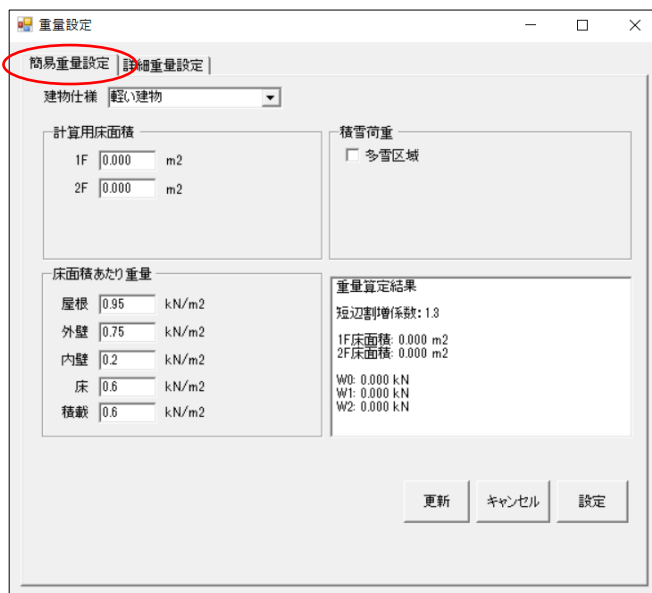 重量設定
簡易重量設定 詳細重量設定
建物仕様 軽い建物
計算用床面積
1F 0.000 m2
2F 0.000 m2
積雪荷重
多雪区域
床面積あたり重量
屋根 0.95 kN/m2
外壁 0.75 kN/m2
内壁 0.2 kN/m2
床 0.6 kN/m2
積載 0.6 kN/m2
重量算定結果
短辺割増係数: 1.3
1F床面積: 0.000 m2
2F床面積: 0.000 m2
W0: 0.000 kN
W1: 0.000 kN
W2: 0.000 kN
更新 キャンセル 設定